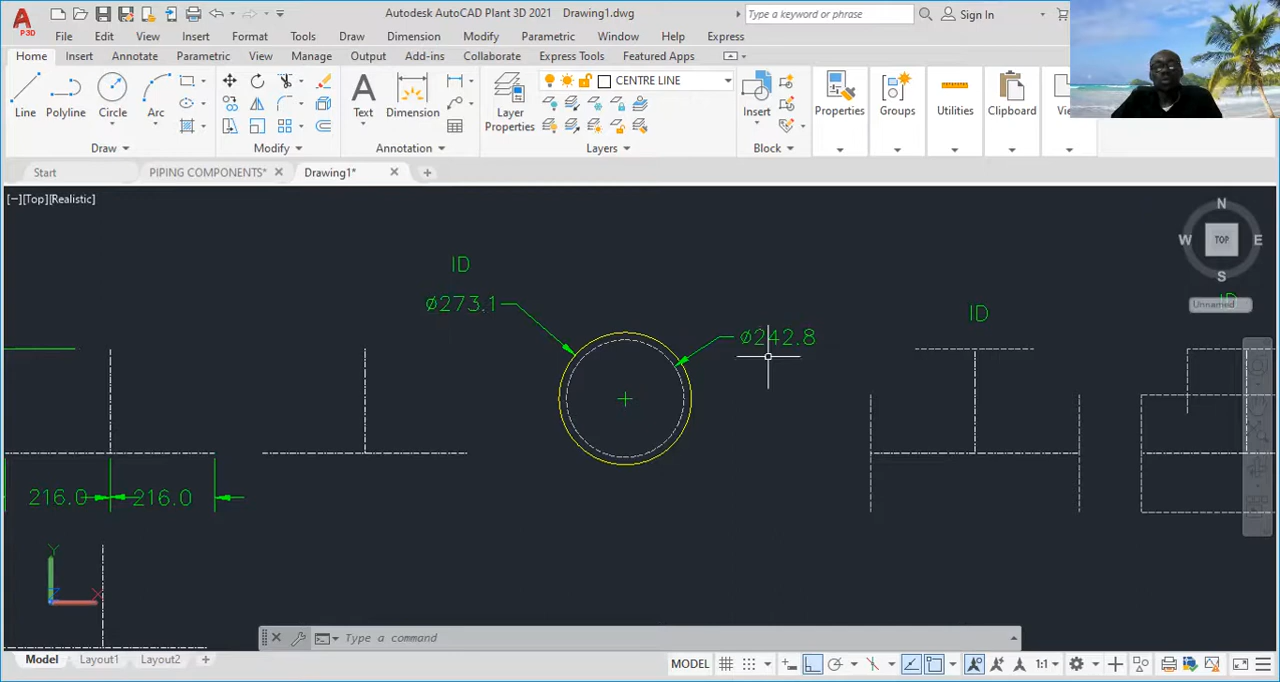 Autodesk AutoCAD Plant 3D 2021 Drawing1.dwg
Type a keyword or phrase
Sign In
P3D
File Edit View Insert Format Tools Draw Dimension Modify Parametric Window Help Express
Home Insert Annotate Parametric View Manage Output Add-ins Collaborate Express Tools Featured Apps
CENTRE LINE
Line Polyline Circle Arc
Text Dimension
Layer Properties
Insert Properties Groups Utilities Clipboard
Draw Modify Annotation Layers Block
Start PIPING COMPONENTS* Drawing1*
[−][Top][Realistic]
N
W TOP E
S
Unnamed
ID
ø273.1
ø242.8
ID
216.0 216.0
Y
X
Type a command
Model Layout1 Layout2 +
MODEL
1:1